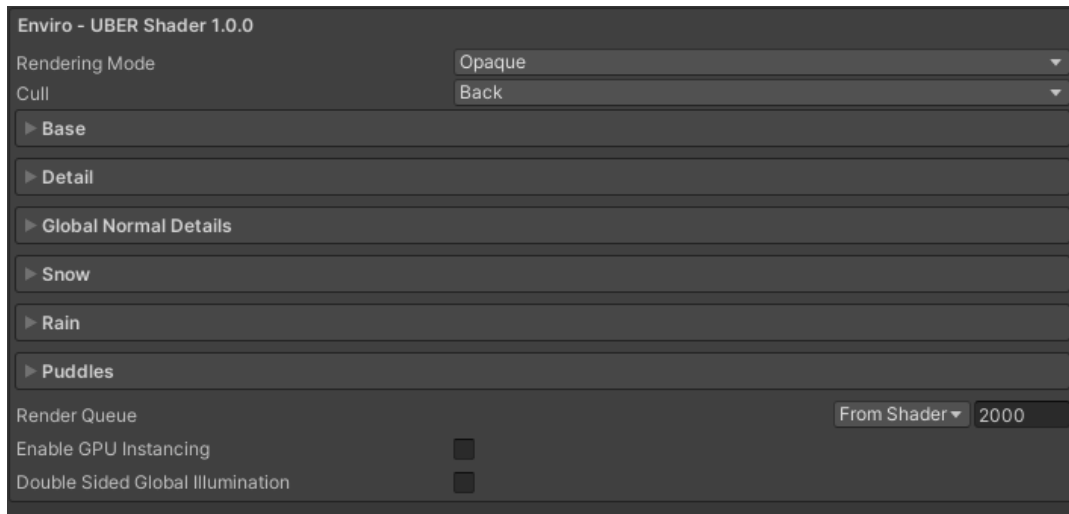 Enviro - UBER Shader 1.0.0
Rendering Mode Opaque
Cull Back
Base
Detail
Global Normal Details
Snow
Rain
Puddles
Render Queue From Shader 2000
Enable GPU Instancing
Double Sided Global Illumination